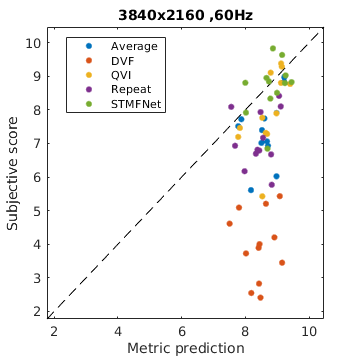 3840x2160 ,60Hz
Average
DVF
QVI
Repeat
STMFNet
Subjective score
10
9
8
7
6
5
4
3
2
2 4 6 8 10
Metric prediction